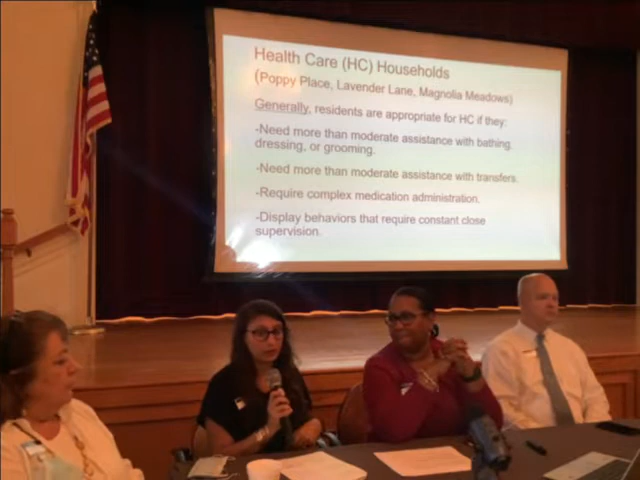 Health Care (HC) Households
(Poppy Place, Lavender Lane, Magnolia Meadows)
Generally, residents are appropriate for HC if they:
-Need more than moderate assistance with bathing,
dressing, or grooming.
-Need more than moderate assistance with transfers.
-Require complex medication administration.
-Display behaviors that require constant close
supervision.